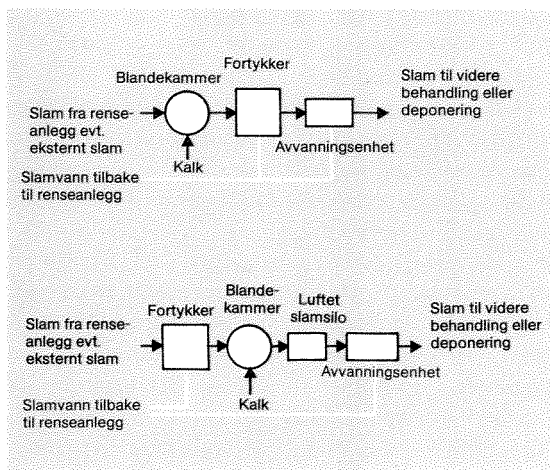 Fortykker
Blandekammer
Slam til videre
behandling eller
deponering
Slam fra rense-
anlegg evt.
eksternt slam
Avvanningsenhet
Kalk
Slamvann tilbake
til renseanlegg
Blande-
kammer
Luftet
slamsilo
Fortykker
Slam til videre
behandling eller
deponering
Slam fra rense-
anlegg evt.
eksternt slam
Avvanningsenhet
Kalk
Slamvann tilbake
til renseanlegg